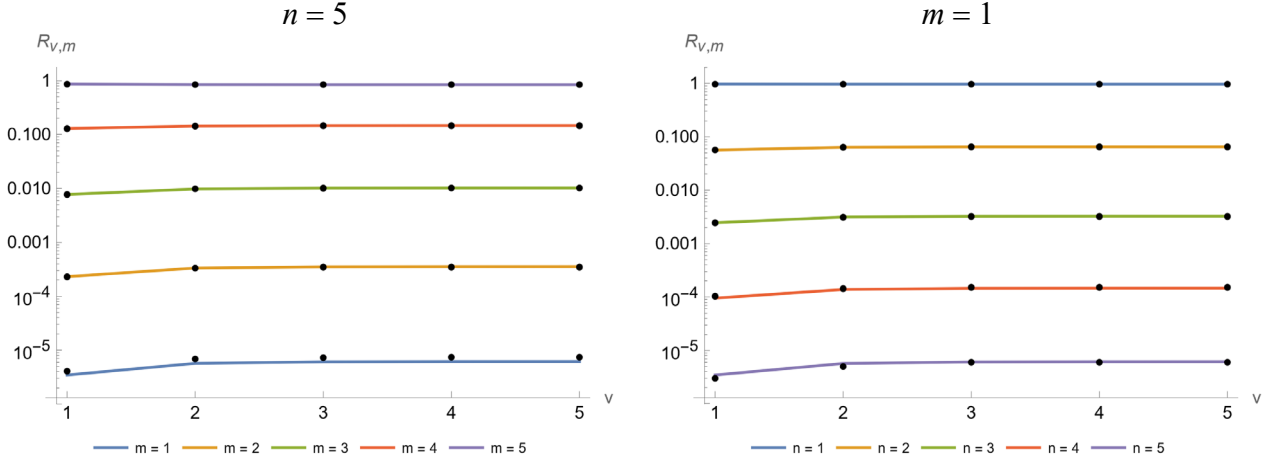 n = 5
R_{v,m}
1
0.100
0.010
0.001
10^{-4}
10^{-5}
1 2 3 4 5 v
m = 1 m = 2 m = 3 m = 4 m = 5
m = 1
R_{v,m}
1
0.100
0.010
0.001
10^{-4}
10^{-5}
1 2 3 4 5 v
n = 1 n = 2 n = 3 n = 4 n = 5